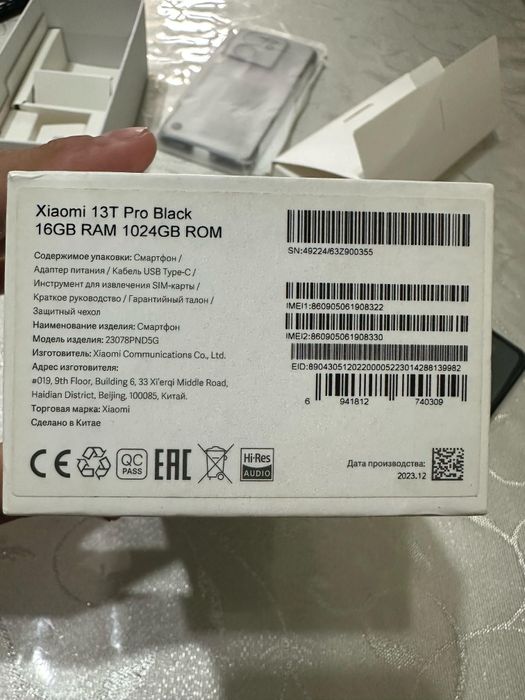 Xiaomi 13T Pro Black
16GB RAM 1024GB ROM
Содержимое упаковки: Смартфон /
Адаптер питания / Кабель USB Type-C /
Инструмент для извлечения SIM-карты /
Краткое руководство / Гарантийный талон /
Защитный чехол
Наименование изделия: Смартфон
Модель изделия: 23078PND5G
Изготовитель: Xiaomi Communications Co., Ltd.
Адрес изготовителя:
#019, 9th Floor, Building 6, 33 Xi'erqi Middle Road,
Haidian District, Beijing, 100085, Китай.
Торговая марка: Xiaomi
Сделано в Китае
SN:49224/63Z900355
IMEI1:860905061908322
IMEI2:860905061908330
EID:89043051202200005223014288139982
6 941812 740309
CE
QC
PASS
EAC
Hi-Res
AUDIO
Дата производства:
2023.12